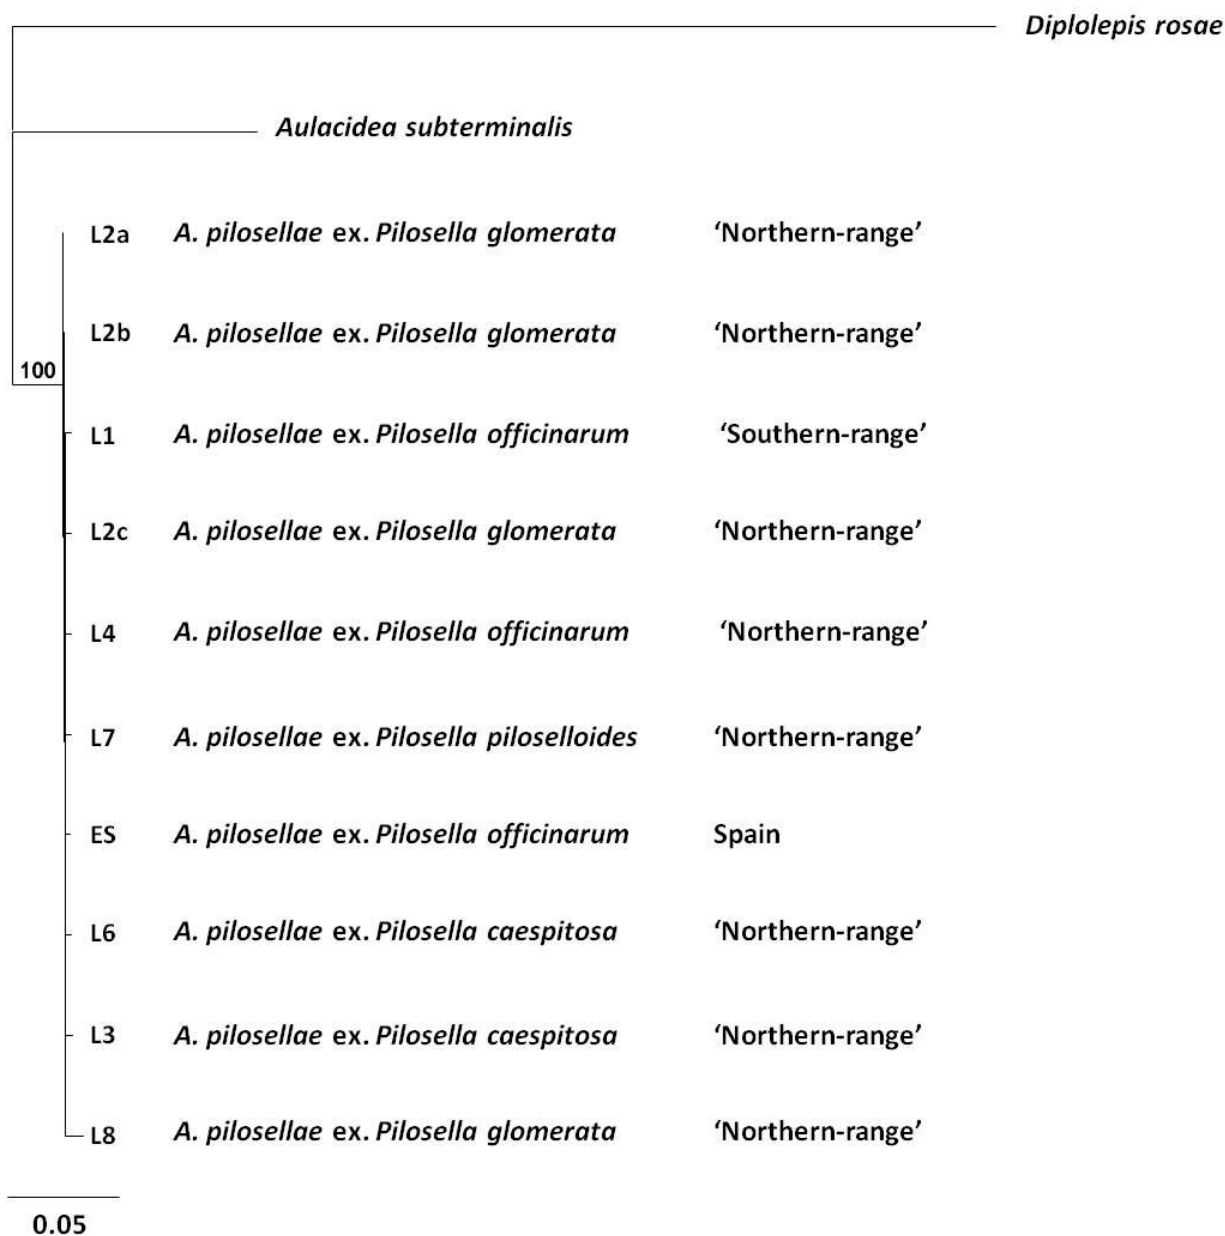 Diplolepis rosae
Aulacidea subterminalis
L2a A. pilosellae ex. Pilosella glomerata ‘Northern-range’
L2b A. pilosellae ex. Pilosella glomerata ‘Northern-range’
100
L1 A. pilosellae ex. Pilosella officinarum ‘Southern-range’
L2c A. pilosellae ex. Pilosella glomerata ‘Northern-range’
L4 A. pilosellae ex. Pilosella officinarum ‘Northern-range’
L7 A. pilosellae ex. Pilosella piloselloides ‘Northern-range’
ES A. pilosellae ex. Pilosella officinarum Spain
L6 A. pilosellae ex. Pilosella caespitosa ‘Northern-range’
L3 A. pilosellae ex. Pilosella caespitosa ‘Northern-range’
L8 A. pilosellae ex. Pilosella glomerata ‘Northern-range’
0.05